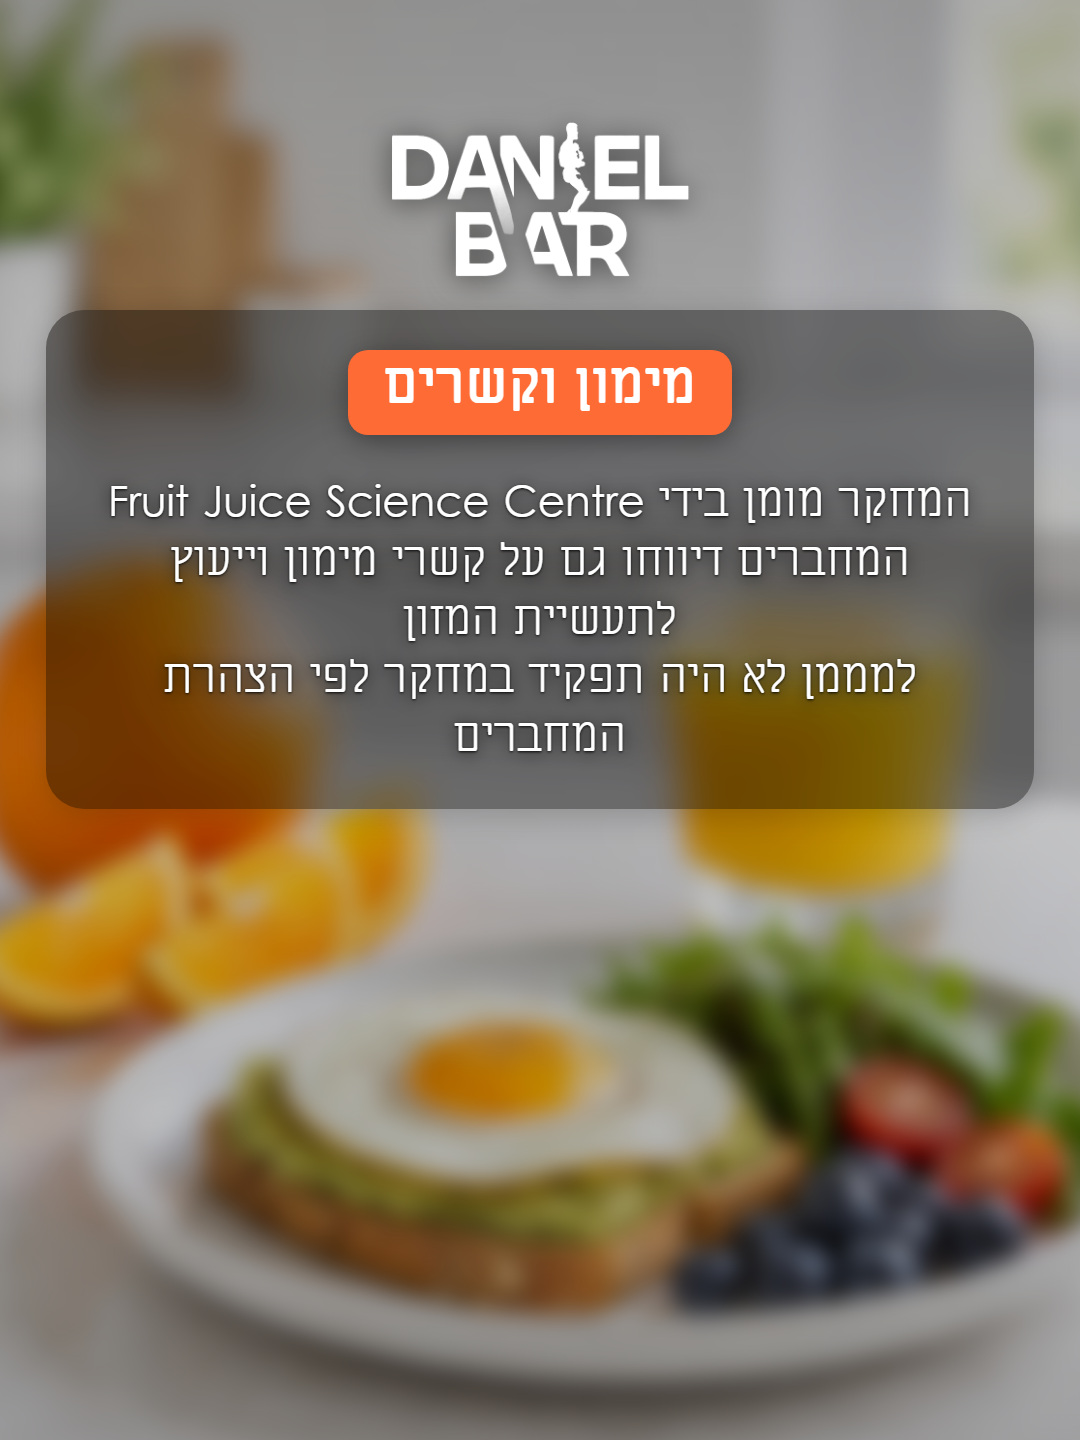 DANIEL
BAR
מימון וקשרים
המחקר מומן בידי Fruit Juice Science Centre
המחברים דיווחו גם על קשרי מימון וייעוץ
לתעשיית המזון
לממן לא היה תפקיד במחקר לפי הצהרת
המחברים